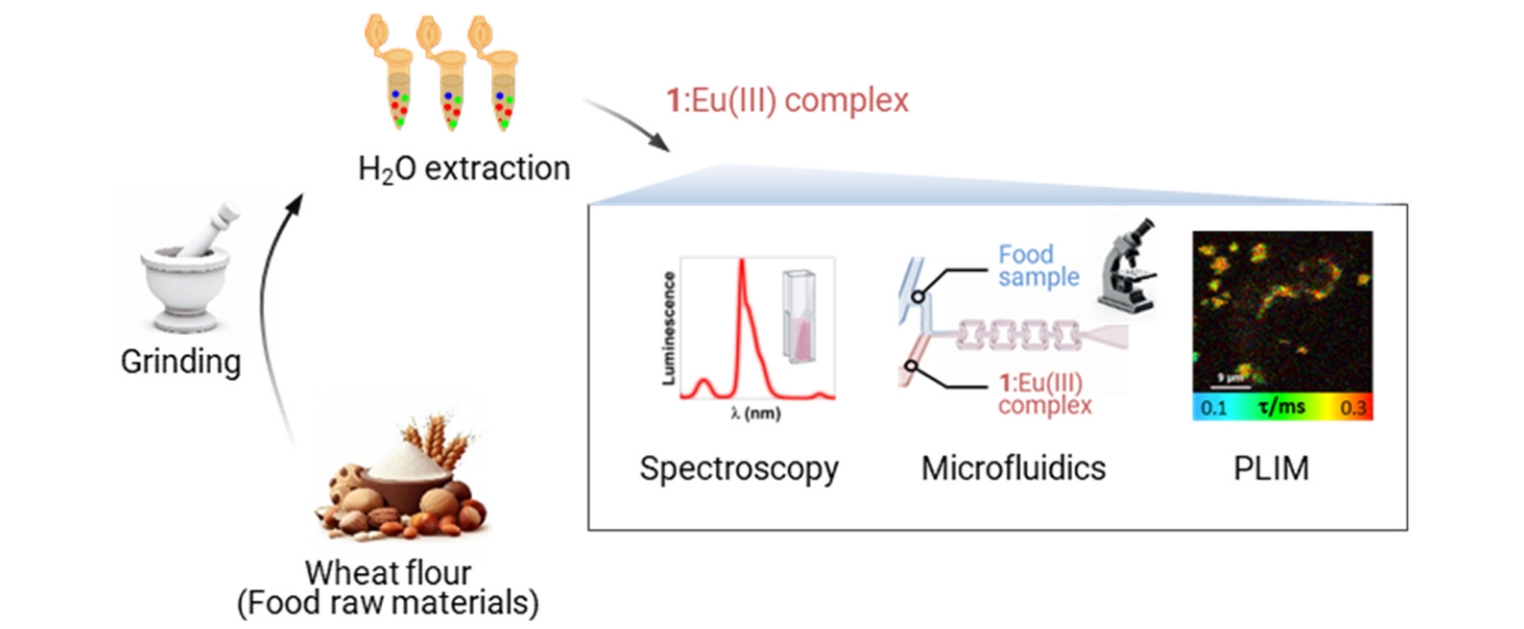 H₂O extraction
1:Eu(III) complex
Grinding
Wheat flour
(Food raw materials)
Luminescence
λ (nm)
Spectroscopy
Food
sample
1:Eu(III)
complex
Microfluidics
9 μm
0.1 τ/ms 0.3
PLIM